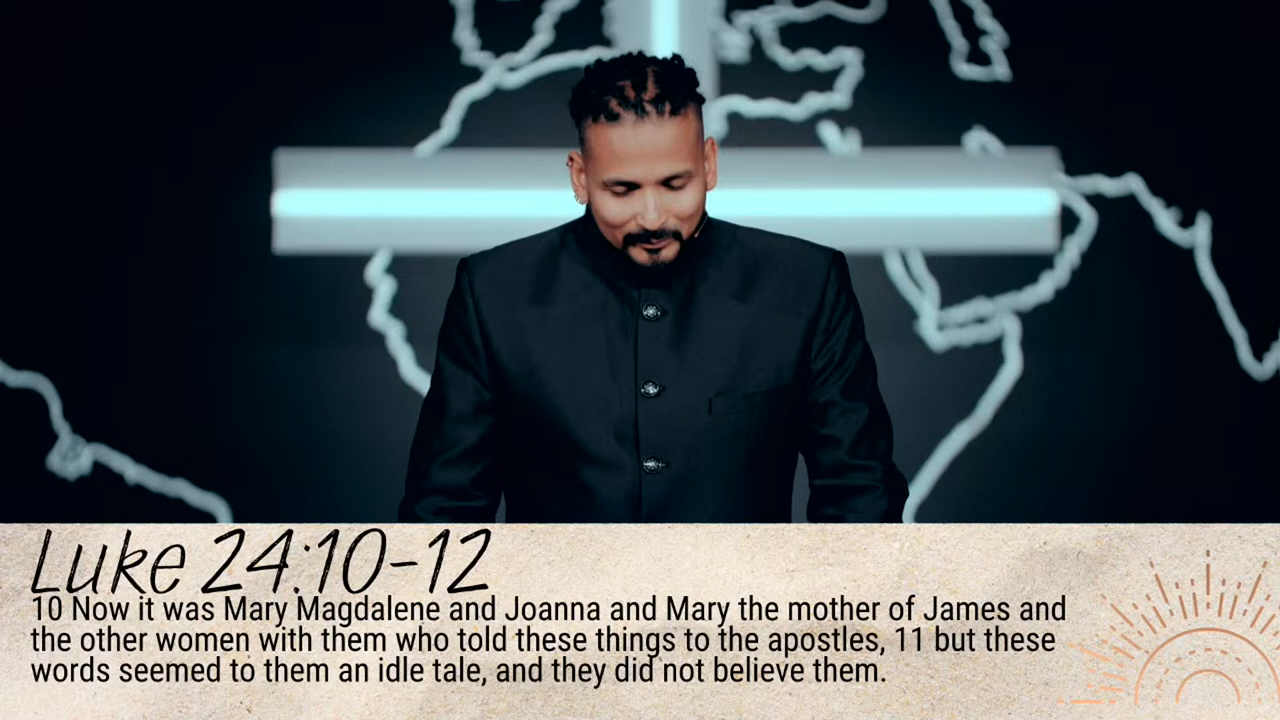 Luke 24:10-12
10 Now it was Mary Magdalene and Joanna and Mary the mother of James and
the other women with them who told these things to the apostles, 11 but these
words seemed to them an idle tale, and they did not believe them.